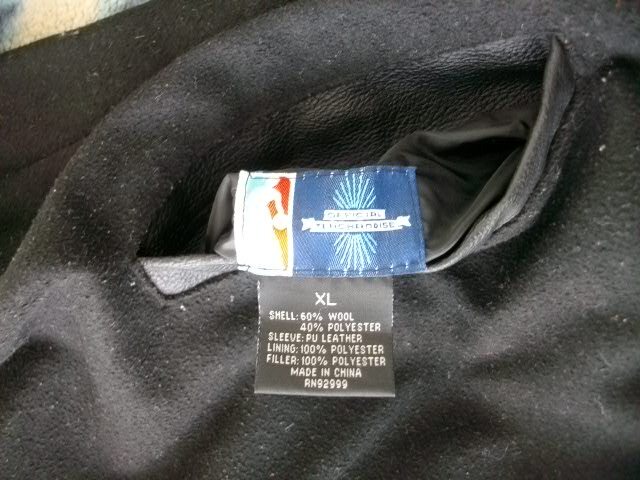 OFFICIAL
MERCHANDISE
XL
SHELL: 60% WOOL
40% POLYESTER
SLEEVE: PU LEATHER
LINING: 100% POLYESTER
FILLER: 100% POLYESTER
MADE IN CHINA
RN92999